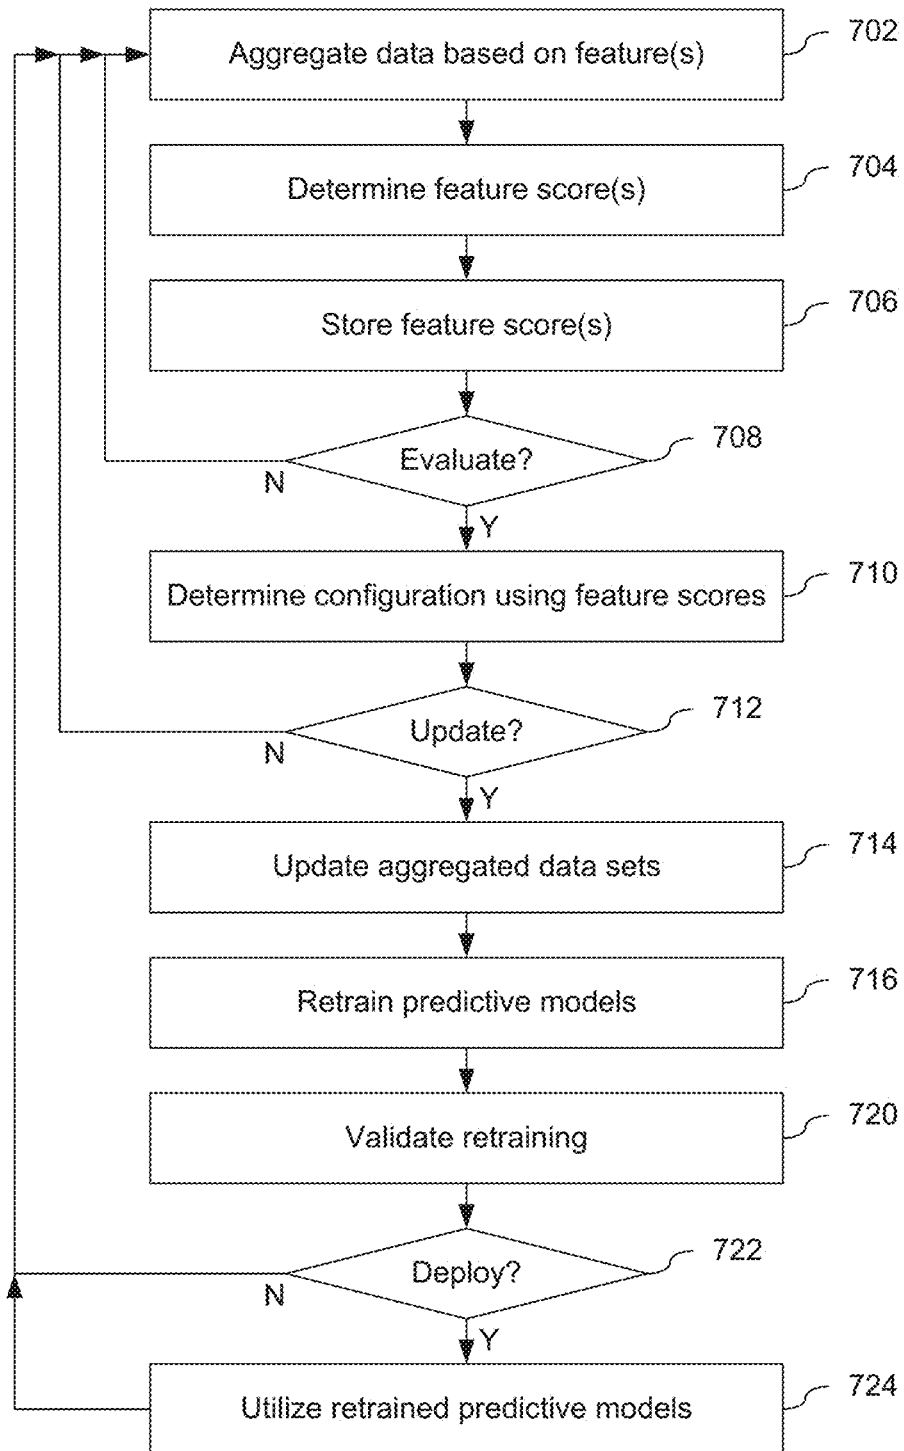 Aggregate data based on feature(s)
702
Determine feature score(s)
704
Store feature score(s)
706
Evaluate?
708
N
Y
Determine configuration using feature scores
710
Update?
712
N
Y
Update aggregated data sets
714
Retrain predictive models
716
Validate retraining
720
Deploy?
722
N
Y
Utilize retrained predictive models
724